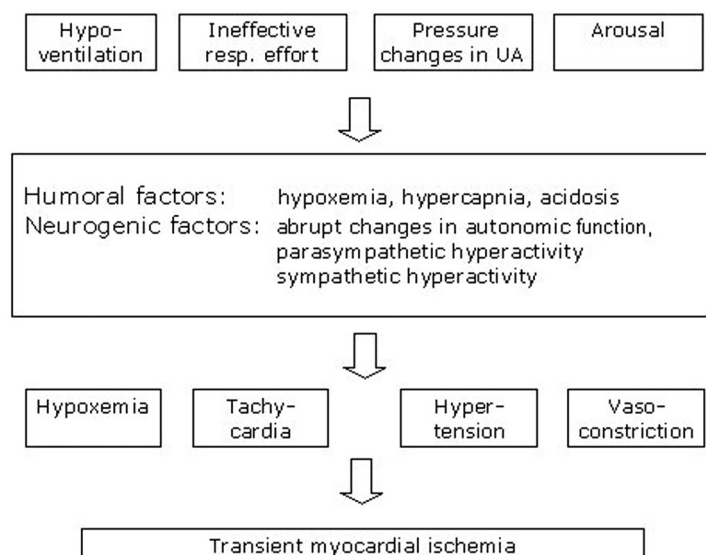 Hypo-
ventilation
Ineffective
resp. effort
Pressure
changes in UA
Arousal
Humoral factors: hypoxemia, hypercapnia, acidosis
Neurogenic factors: abrupt changes in autonomic function,
parasympathetic hyperactivity
sympathetic hyperactivity
Hypoxemia
Tachy-
cardia
Hyper-
tension
Vaso-
constriction
Transient myocardial ischemia